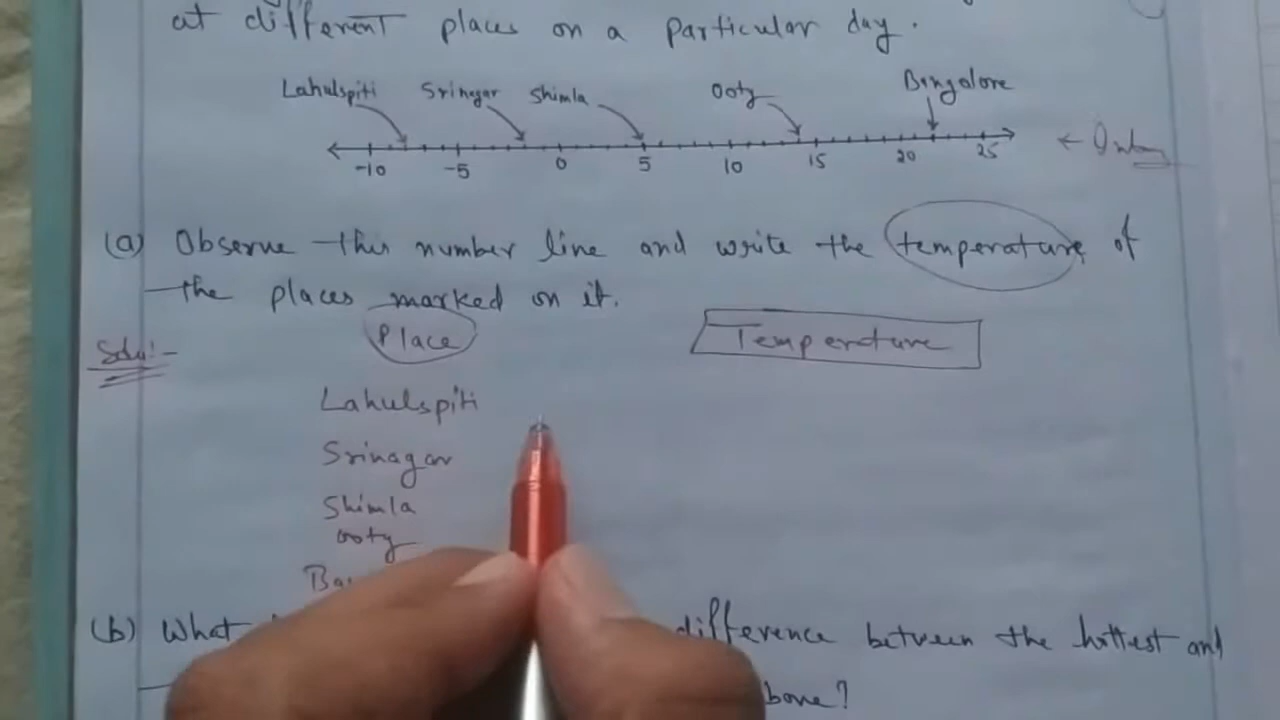 at different places on a particular day.
Lahulspiti Srinagar Shimla Ooty Bangalore
-10 -5 0 5 10 15 20 25
(a) Observe this number line and write the temperature of
the places marked on it.
Place Temperature
Soln:-
Lahulspiti
Srinagar
Shimla
Ooty
(b) What difference between the hottest and